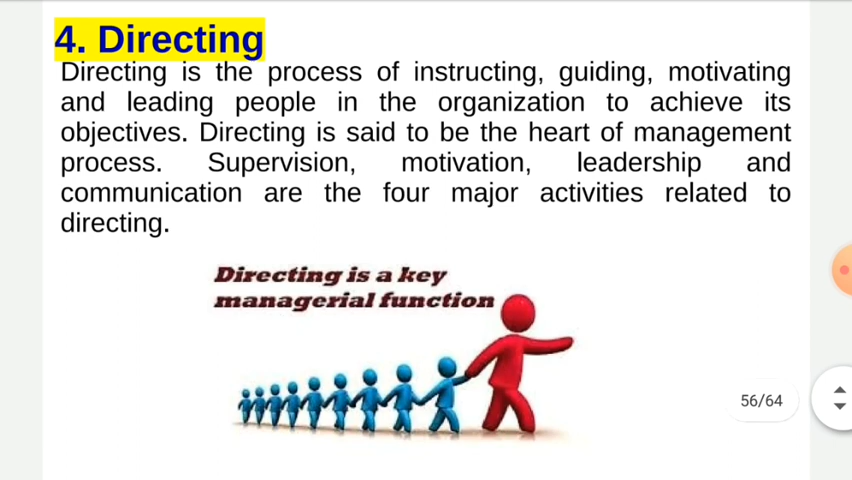 4. Directing
Directing is the process of instructing, guiding, motivating
and leading people in the organization to achieve its
objectives. Directing is said to be the heart of management
process. Supervision, motivation, leadership and
communication are the four major activities related to
directing.
Directing is a key
managerial function
56/64